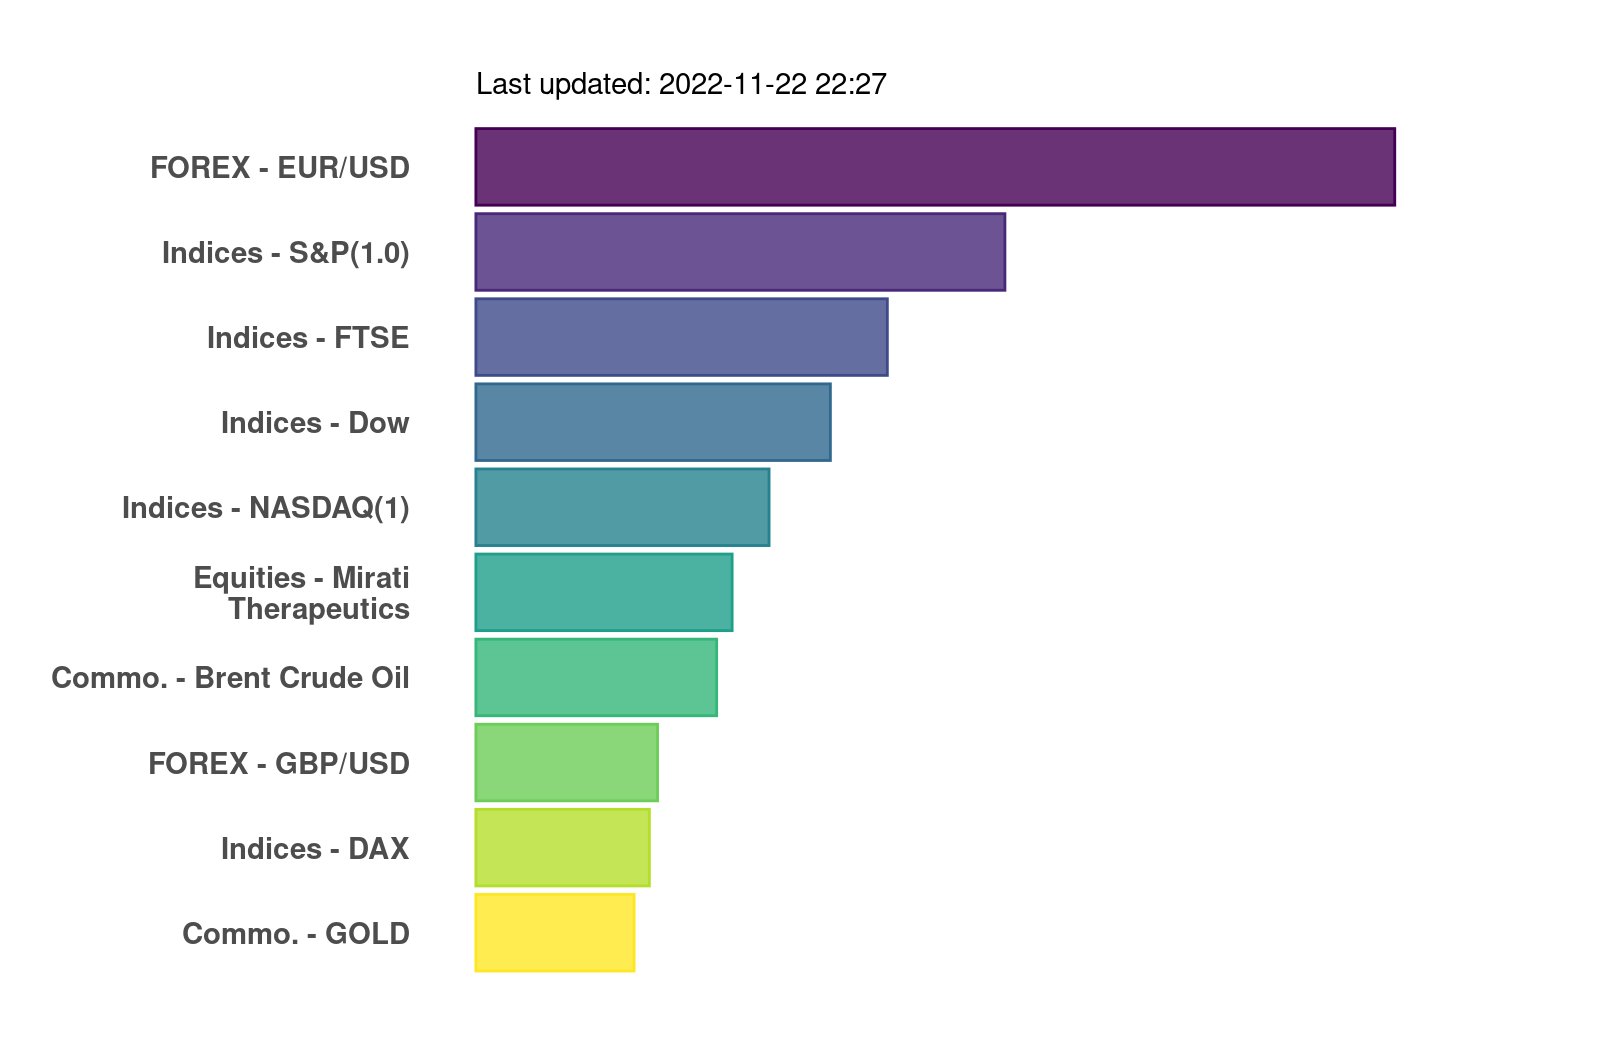 Last updated: 2022-11-22 22:27
FOREX - EUR/USD
Indices - S&P(1.0)
Indices - FTSE
Indices - Dow
Indices - NASDAQ(1)
Equities - Mirati
Therapeutics
Commo. - Brent Crude Oil
FOREX - GBP/USD
Indices - DAX
Commo. - GOLD